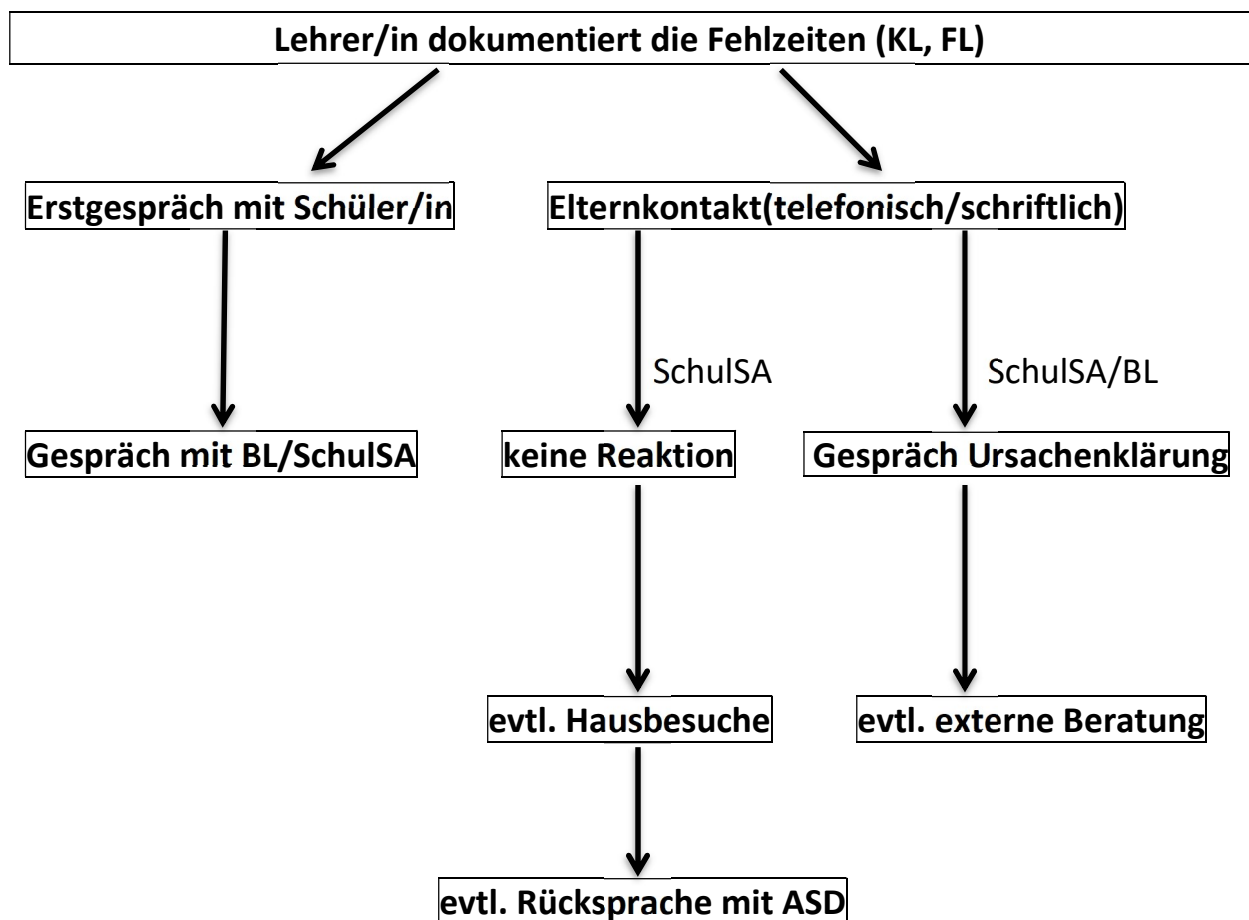 Lehrer/in dokumentiert die Fehlzeiten (KL, FL)
Erstgespräch mit Schüler/in
Elternkontakt(telefonisch/schriftlich)
SchulSA
SchulSA/BL
Gespräch mit BL/SchulSA
keine Reaktion
Gespräch Ursachenklärung
evtl. Hausbesuche
evtl. externe Beratung
evtl. Rücksprache mit ASD